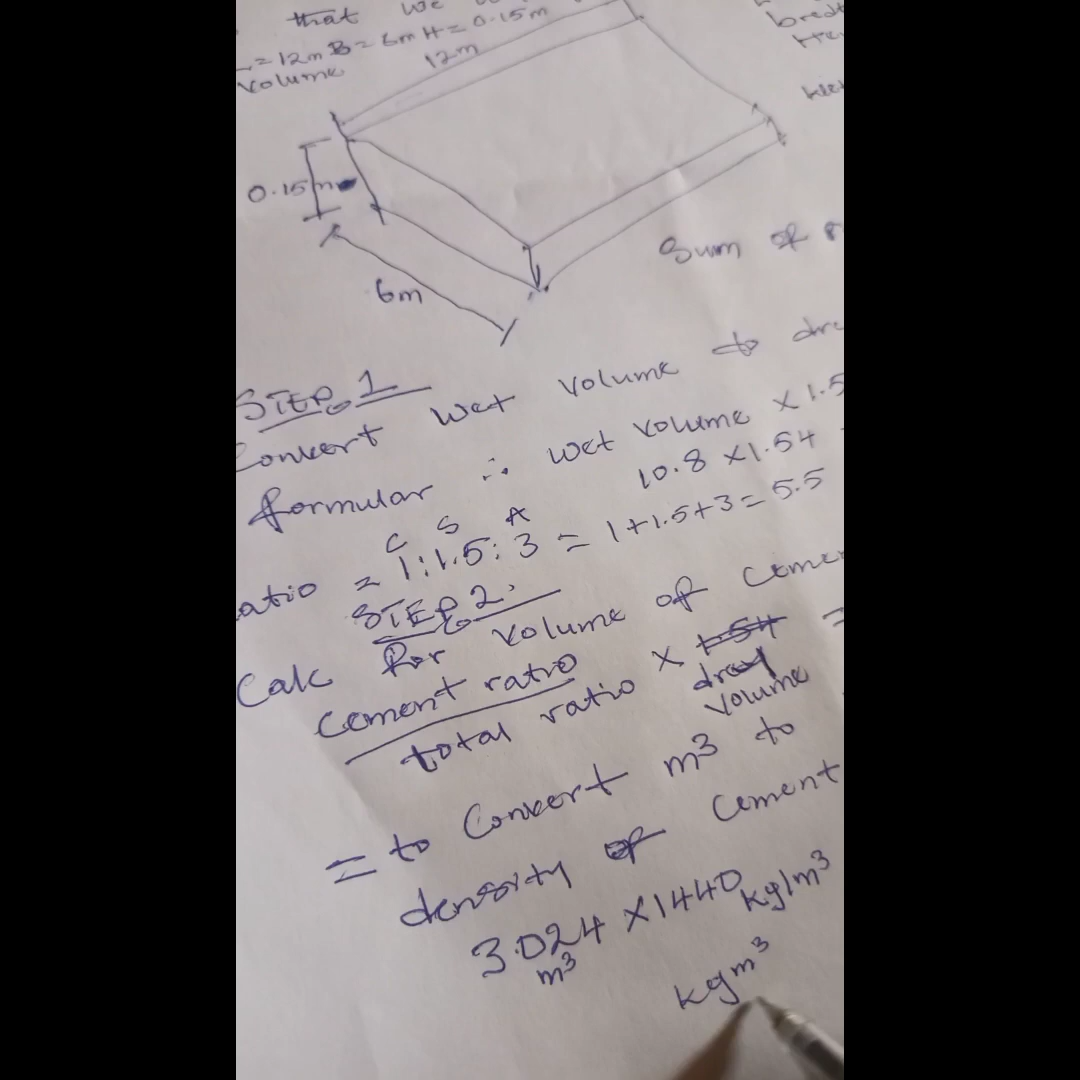 that we
=12m B=6m H=0.15m
volume
12m
0.15m
6m
Sum of
STEP 1
Convert wet volume to
formular ∴ wet volume × 1.5
10.8 × 1.54
C S A
ratio = 1:1.5:3 = 1+1.5+3=5.5
STEP 2.
Calc for volume of
cement ratio × 1.54 =
total ratio
volume
= to Convert m³ to
density of cement
3.024 × 1440 kg/m³
m³
kgm³